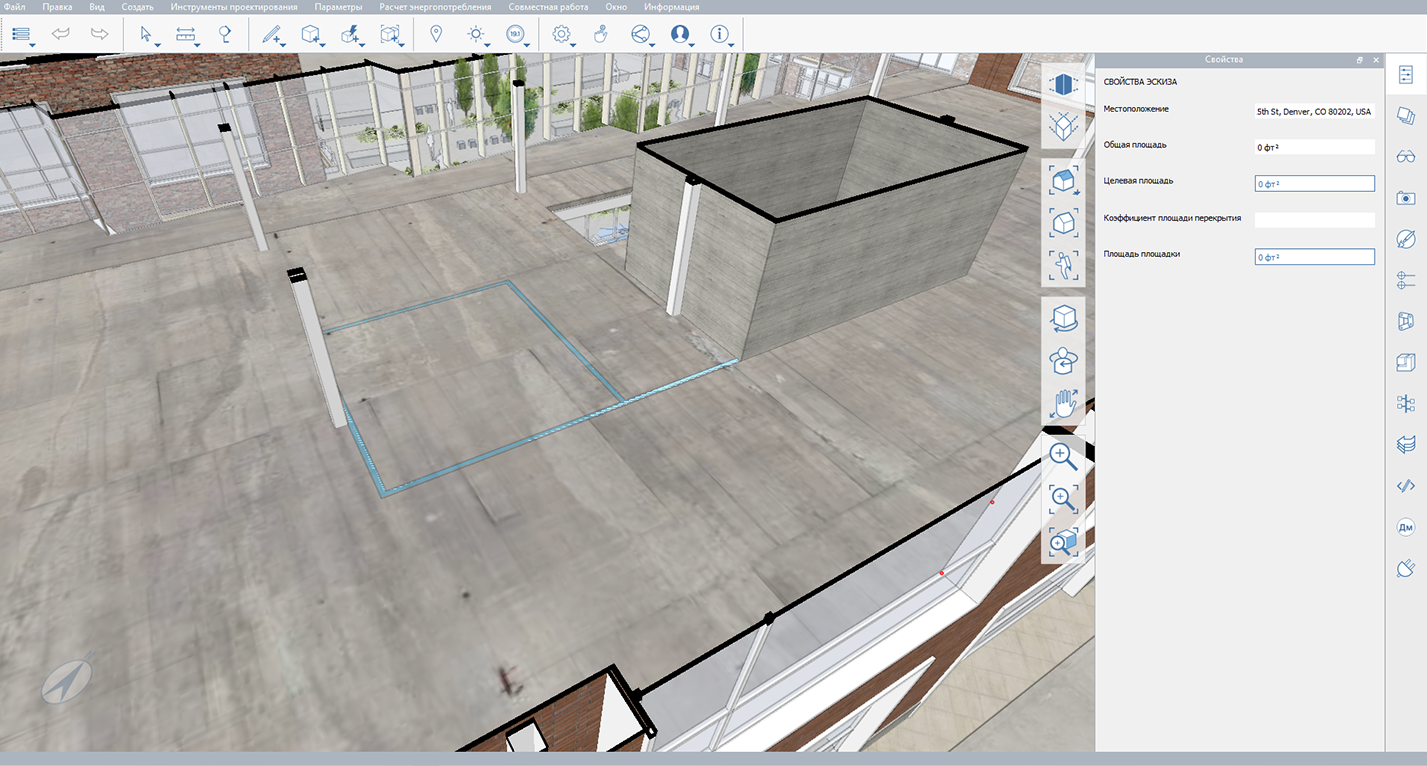 Файл Правка Вид Создать Инструменты проектирования Параметры Расчет энергопотребления Совместная работа Окно Информация
19.1
Свойства
СВОЙСТВА ЭСКИЗА
Местоположение 5th St, Denver, CO 80202, USA
Общая площадь 0 фт²
Целевая площадь 0 фт²
Коэффициент площади перекрытия
Площадь площадки 0 фт²
Дм